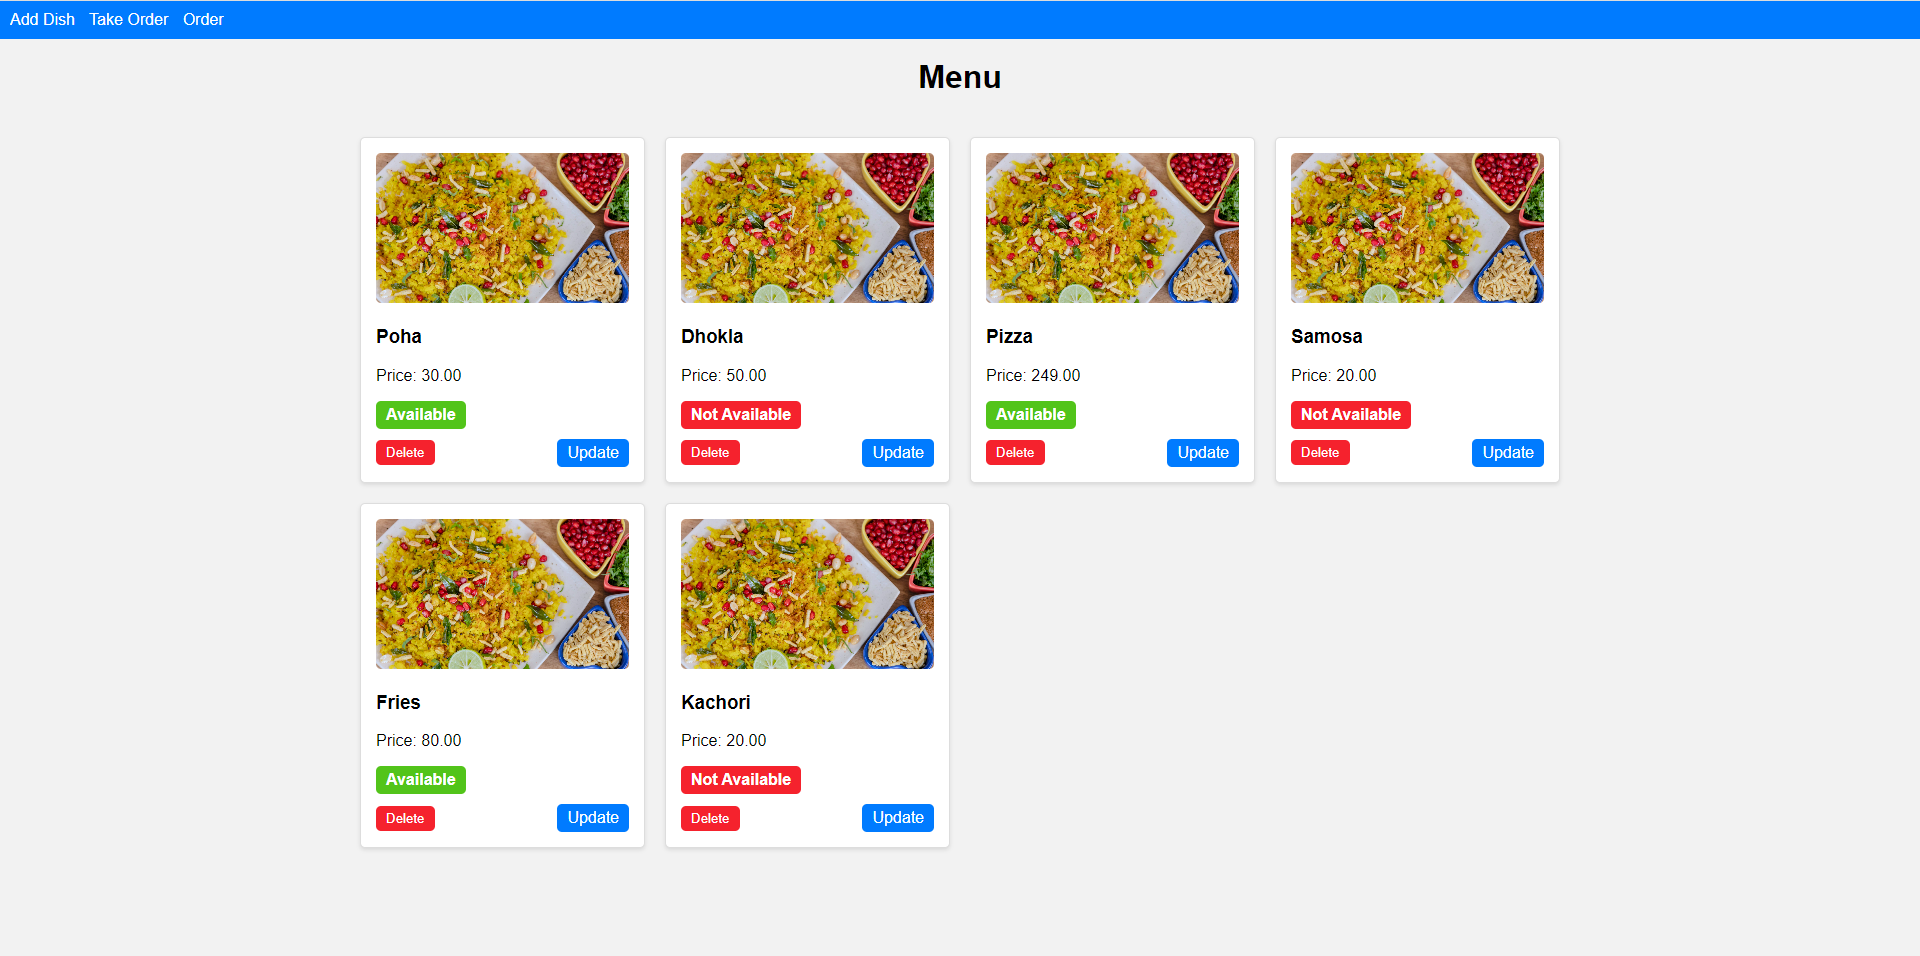 Add Dish Take Order Order
Menu
Poha
Price: 30.00
Available
Delete Update
Dhokla
Price: 50.00
Not Available
Delete Update
Pizza
Price: 249.00
Available
Delete Update
Samosa
Price: 20.00
Not Available
Delete Update
Fries
Price: 80.00
Available
Delete Update
Kachori
Price: 20.00
Not Available
Delete Update